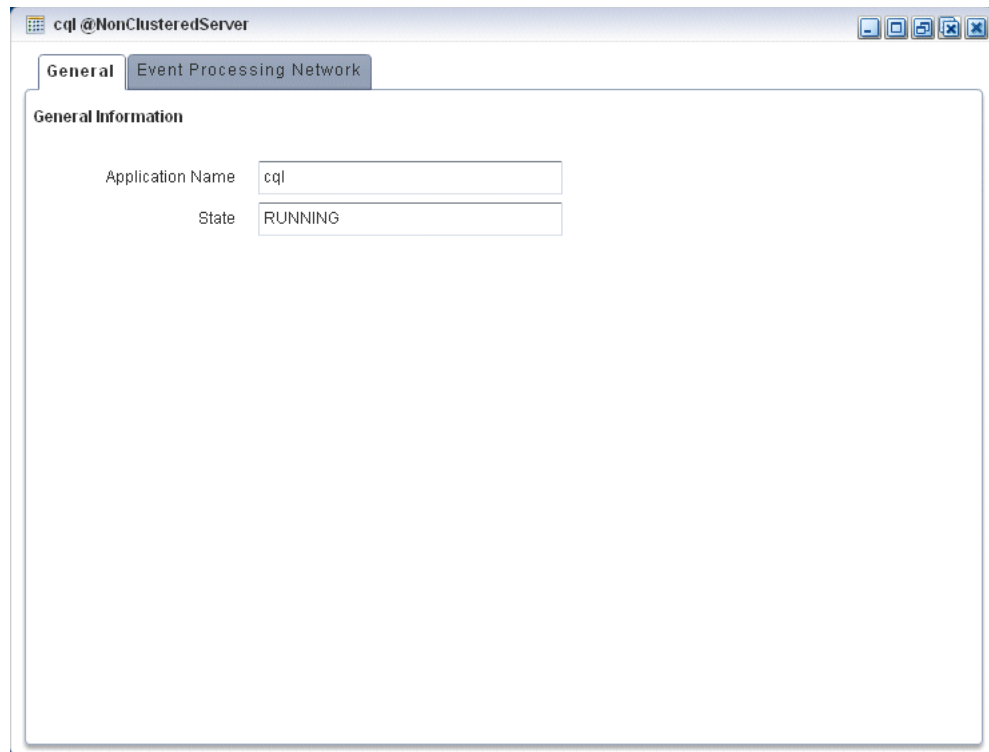 cql @NonClusteredServer
General Event Processing Network
General Information
Application Name cql
State RUNNING